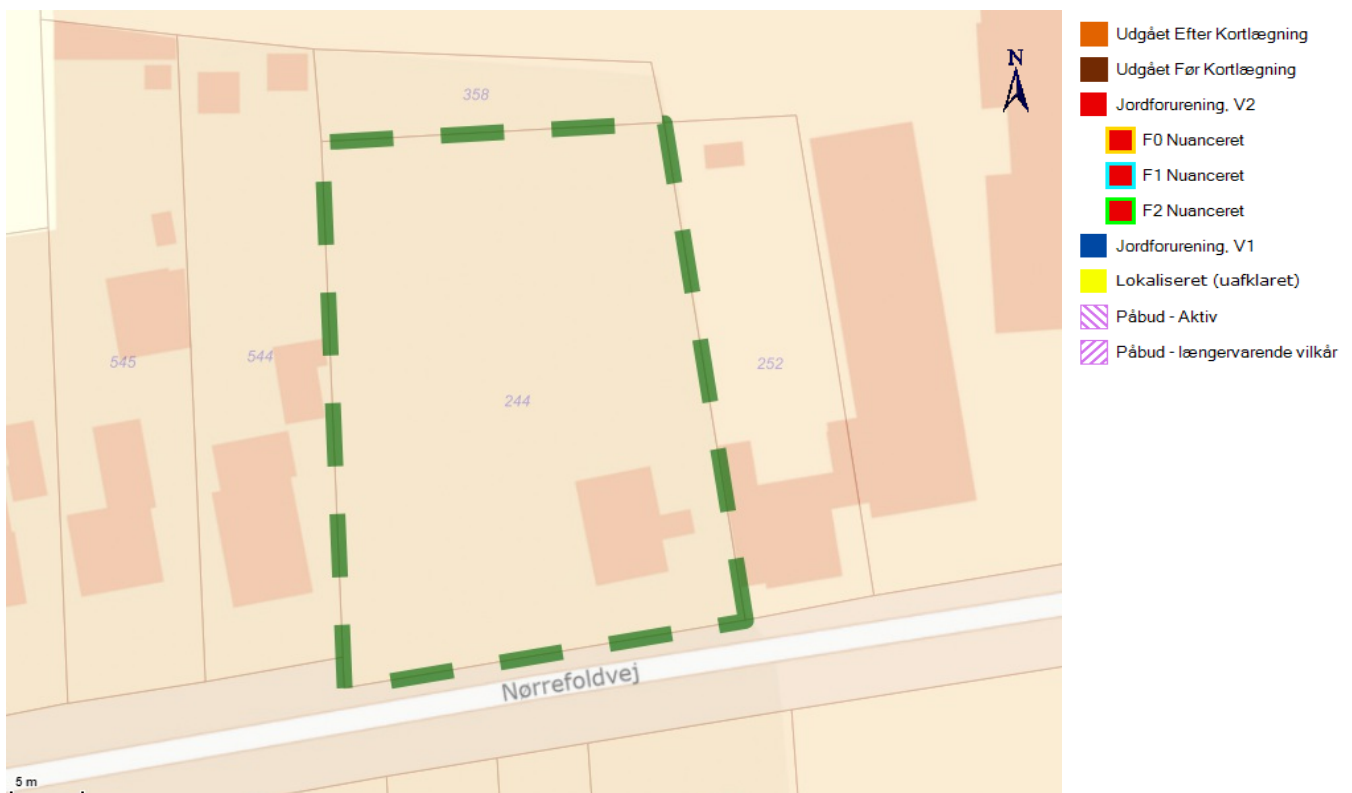 N
358
545
544
244
252
Nørrefoldvej
5 m
Udgået Efter Kortlægning
Udgået Før Kortlægning
Jordforurening, V2
F0 Nuanceret
F1 Nuanceret
F2 Nuanceret
Jordforurening, V1
Lokaliseret (uafklaret)
Påbud - Aktiv
Påbud - længervarende vilkår